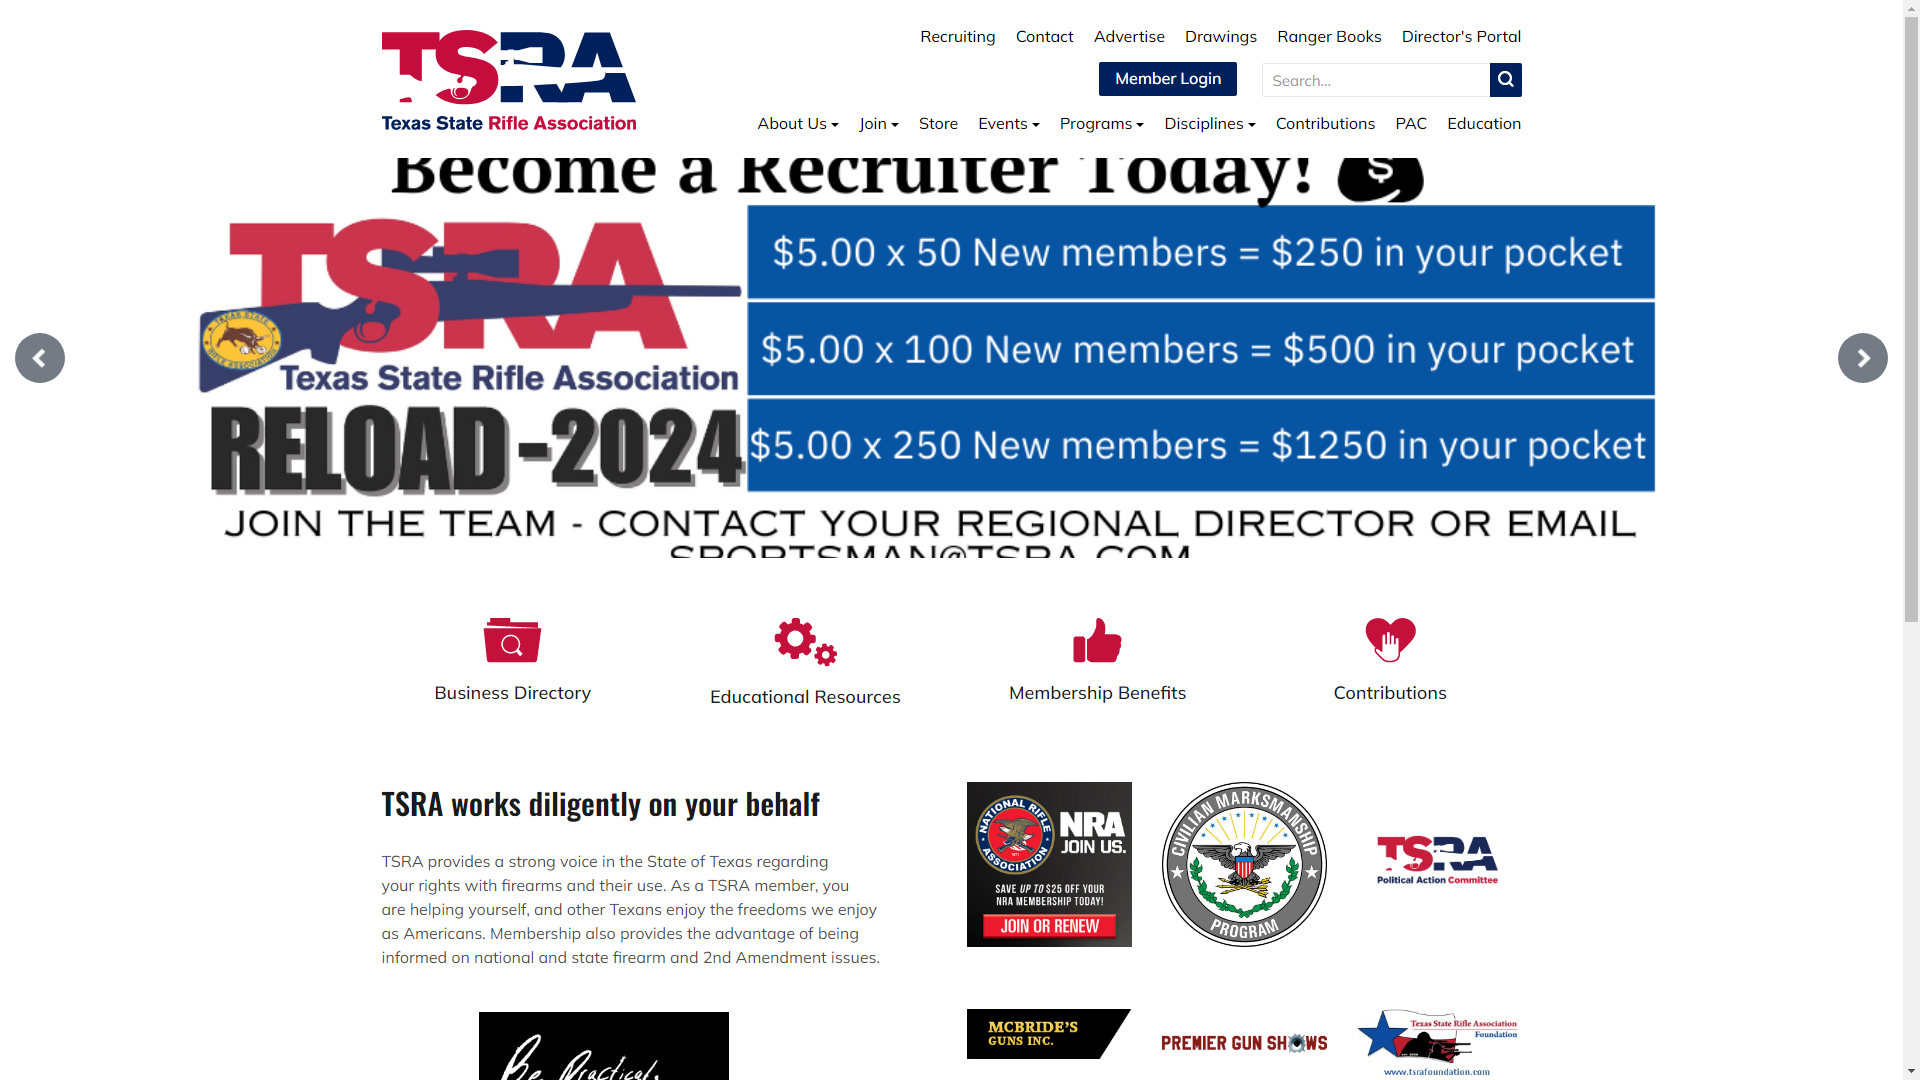 Recruiting Contact Advertise Drawings Ranger Books Director's Portal
TSRA
Texas State Rifle Association
Member Login
Search...
About Us Join Store Events Programs Disciplines Contributions PAC Education
Become a Recruiter Today!
$
TSRA
TEXAS STATE RIFLE ASSOCIATION
Texas State Rifle Association
RELOAD-2024
$5.00 x 50 New members = $250 in your pocket
$5.00 x 100 New members = $500 in your pocket
$5.00 x 250 New members = $1250 in your pocket
JOIN THE TEAM - CONTACT YOUR REGIONAL DIRECTOR OR EMAIL
SPORTSMAN@TSRA.COM
Business Directory
Educational Resources
Membership Benefits
Contributions
TSRA works diligently on your behalf
TSRA provides a strong voice in the State of Texas regarding
your rights with firearms and their use. As a TSRA member, you
are helping yourself, and other Texans enjoy the freedoms we enjoy
as Americans. Membership also provides the advantage of being
informed on national and state firearm and 2nd Amendment issues.
Be Practical.
NATIONAL RIFLE ASSOCIATION
1871
NRA
JOIN US.
SAVE UP TO $25 OFF YOUR
NRA MEMBERSHIP TODAY!
JOIN OR RENEW
CIVILIAN MARKSMANSHIP
PROGRAM
TSRA
Political Action Committee
MCBRIDE'S
GUNS INC.
PREMIER GUN SHOWS
Texas State Rifle Association
Foundation
www.tsrafoundation.com